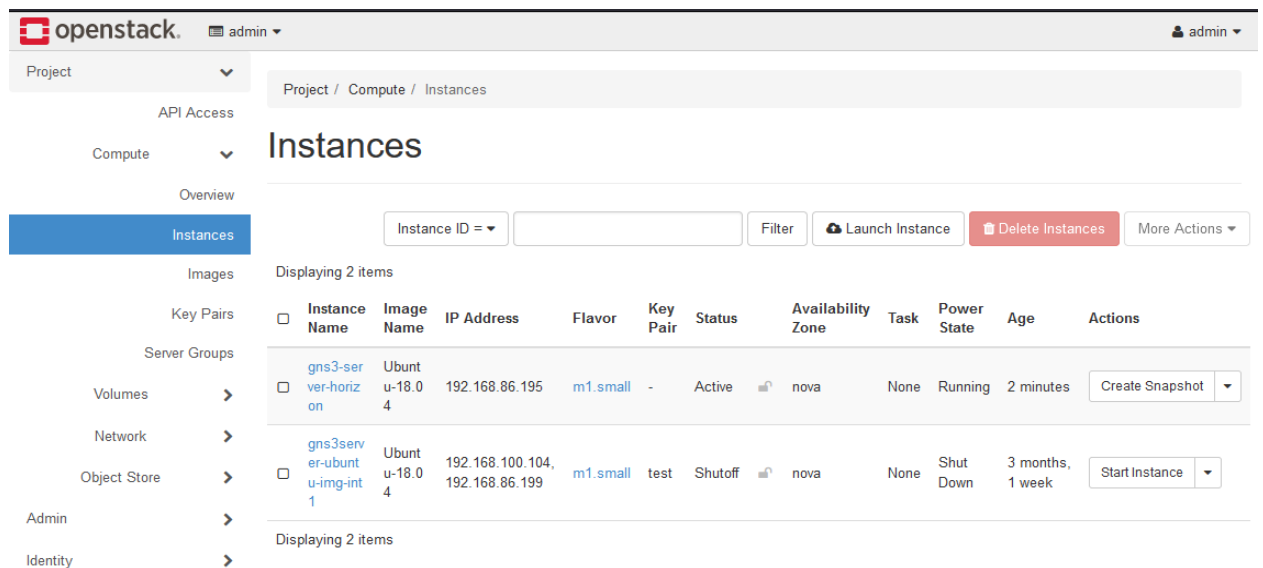 openstack. admin admin
Project
API Access
Compute
Overview
Instances
Images
Key Pairs
Server Groups
Volumes
Network
Object Store
Admin
Identity
Project / Compute / Instances
Instances
Instance ID = Filter Launch Instance Delete Instances More Actions
Displaying 2 items
Instance Name Image Name IP Address Flavor Key Pair Status Availability Zone Task Power State Age Actions
gns3-ser
ver-horiz
on
Ubunt
u-18.0
4
192.168.86.195 m1.small - Active nova None Running 2 minutes Create Snapshot
gns3serv
er-ubunt
u-img-int
1
Ubunt
u-18.0
4
192.168.100.104,
192.168.86.199
m1.small test Shutoff nova None
Shut
Down
3 months,
1 week
Start Instance
Displaying 2 items